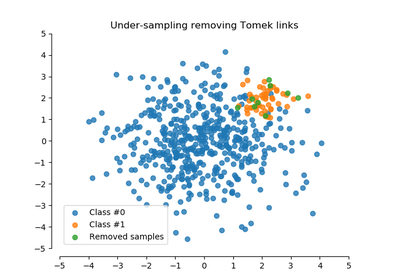 Under-sampling removing Tomek links
5
4
3
2
1
0
−1
−2
−3
−4
−5
Class #0
Class #1
Removed samples
−5 −4 −3 −2 −1 0 1 2 3 4 5